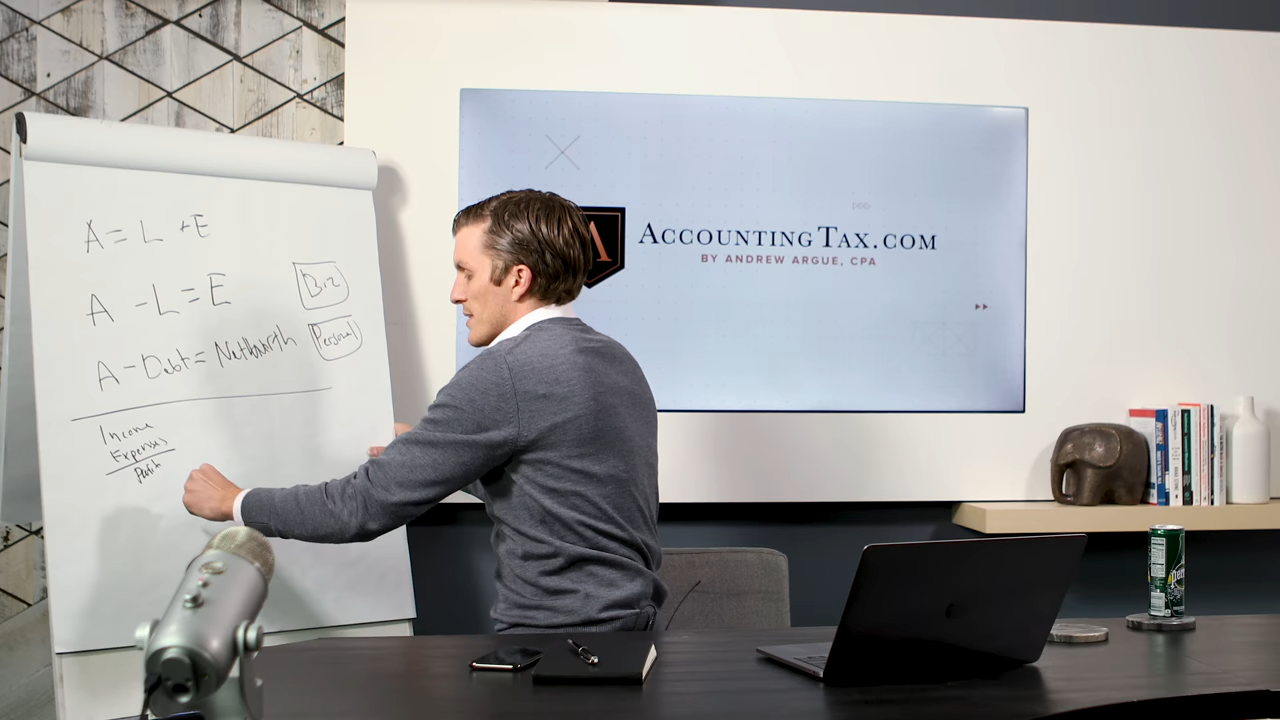 A = L + E
A - L = E
Biz
A - Debt = Networth
Personal
Income
Expenses
Profit
A
ACCOUNTINGTAX.COM
BY ANDREW ARGUE, CPA